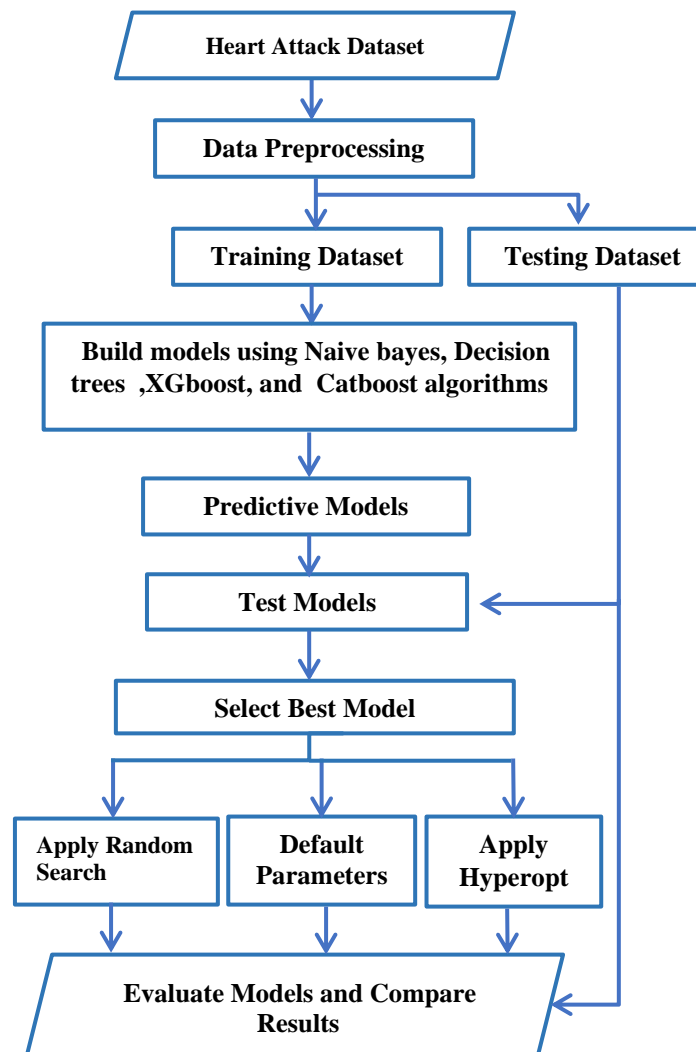 Heart Attack Dataset
Data Preprocessing
Training Dataset
Testing Dataset
Build models using Naive bayes, Decision
trees ,XGboost, and Catboost algorithms
Predictive Models
Test Models
Select Best Model
Apply Random
Search
Default
Parameters
Apply
Hyperopt
Evaluate Models and Compare
Results